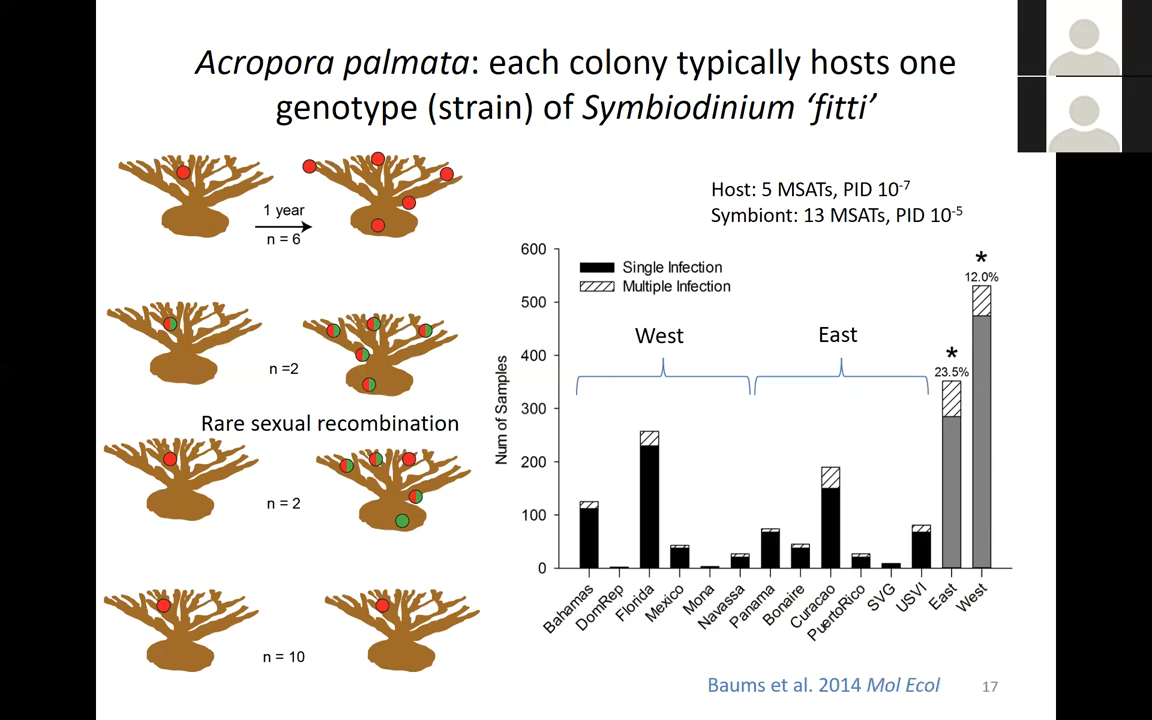 Acropora palmata: each colony typically hosts one
genotype (strain) of Symbiodinium ‘fitti’
1 year
n = 6
n =2
Rare sexual recombination
n = 2
n = 10
Host: 5 MSATs, PID 10-7
Symbiont: 13 MSATs, PID 10-5
Num of Samples
600
500
400
300
200
100
0
Single Infection
Multiple Infection
West
East
*
23.5%
*
12.0%
Bahamas
DomRep
Florida
Mexico
Mona
Navassa
Panama
Bonaire
Curacao
PuertoRico
SVG
USVI
East
West
Baums et al. 2014 Mol Ecol
17